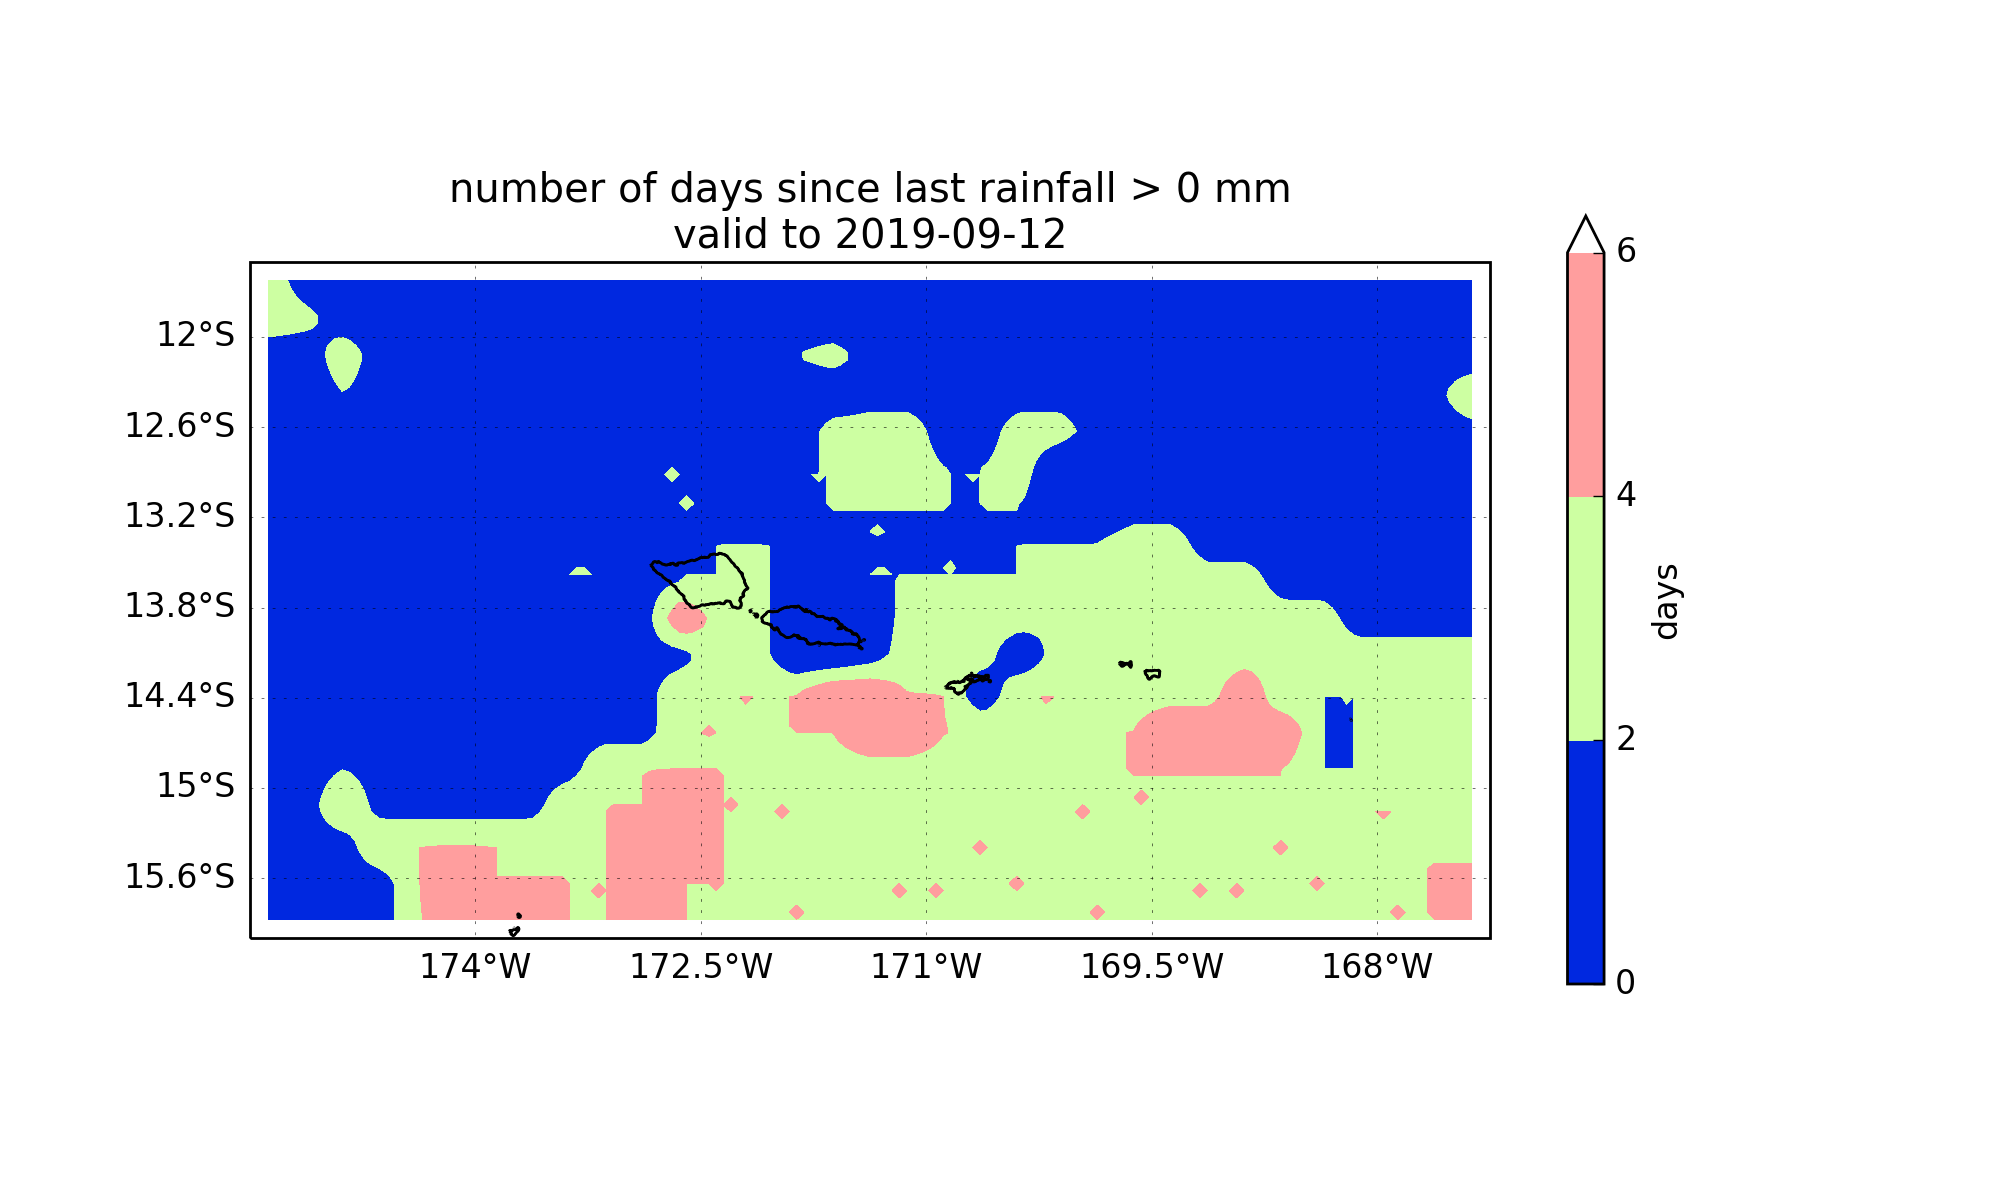 number of days since last rainfall > 0 mm
valid to 2019-09-12
12°S
12.6°S
13.2°S
13.8°S
14.4°S
15°S
15.6°S
174°W
172.5°W
171°W
169.5°W
168°W
6
4
2
0
days